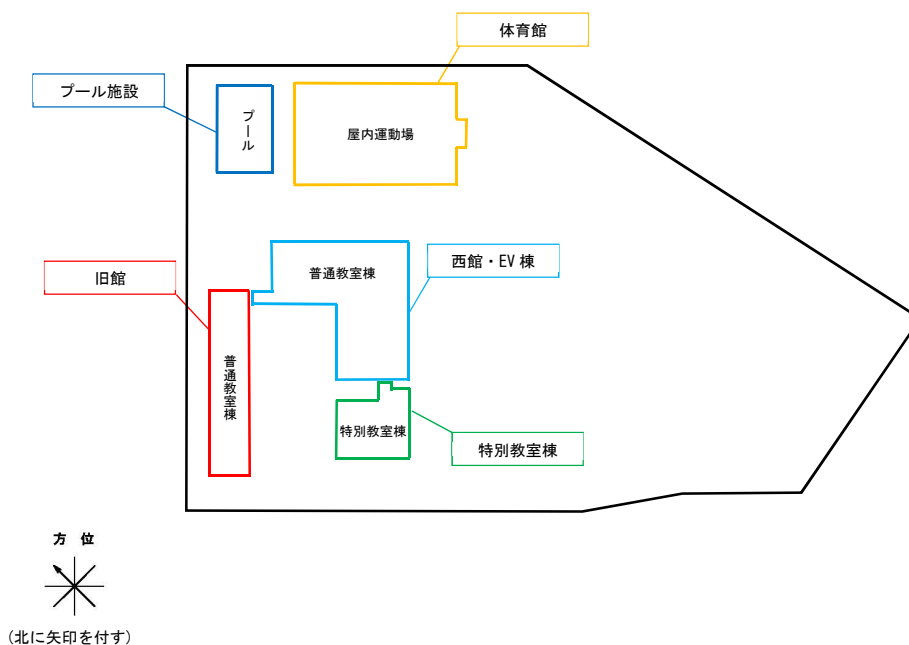 体育館
プール施設
プール
屋内運動場
普通教室棟
西館・EV棟
旧館
普通教室棟
特別教室棟
特別教室棟
方 位
(北に矢印を付す)